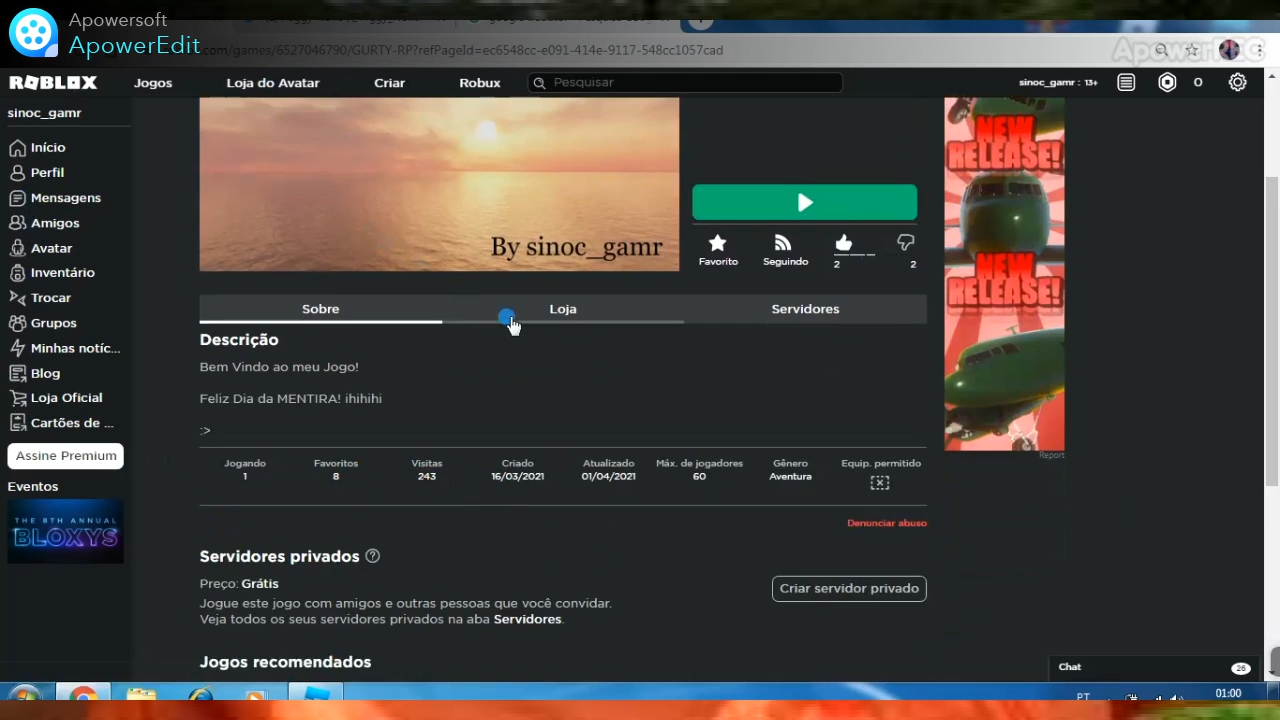 Apowersoft
ApowerEdit
.com/games/6527046790/GURTY-RP?refPageId=ec6548cc-e091-414e-9117-548cc1057cad
ROBLOX
Jogos
Loja do Avatar
Criar
Robux
Pesquisar
sinoc_gamr : 13+
0
sinoc_gamr
Início
Perfil
Mensagens
Amigos
Avatar
Inventário
Trocar
Grupos
Minhas notíc...
Blog
Loja Oficial
Cartões de ...
Assine Premium
Eventos
THE 8TH ANNUAL
BLOXYS
By sinoc_gamr
Favorito
Seguindo
2
2
NEW
RELEASE!
NEW
RELEASE!
Report
Sobre
Loja
Servidores
Descrição
Bem Vindo ao meu Jogo!
Feliz Dia da MENTIRA! ihihihi
:>
Jogando
Favoritos
Visitas
Criado
Atualizado
Máx. de jogadores
Gênero
Equip. permitido
1
8
243
16/03/2021
01/04/2021
60
Aventura
Denunciar abuso
Servidores privados
Preço: Grátis
Jogue este jogo com amigos e outras pessoas que você convidar.
Veja todos os seus servidores privados na aba Servidores.
Criar servidor privado
Jogos recomendados
Chat
26
PT
01:00